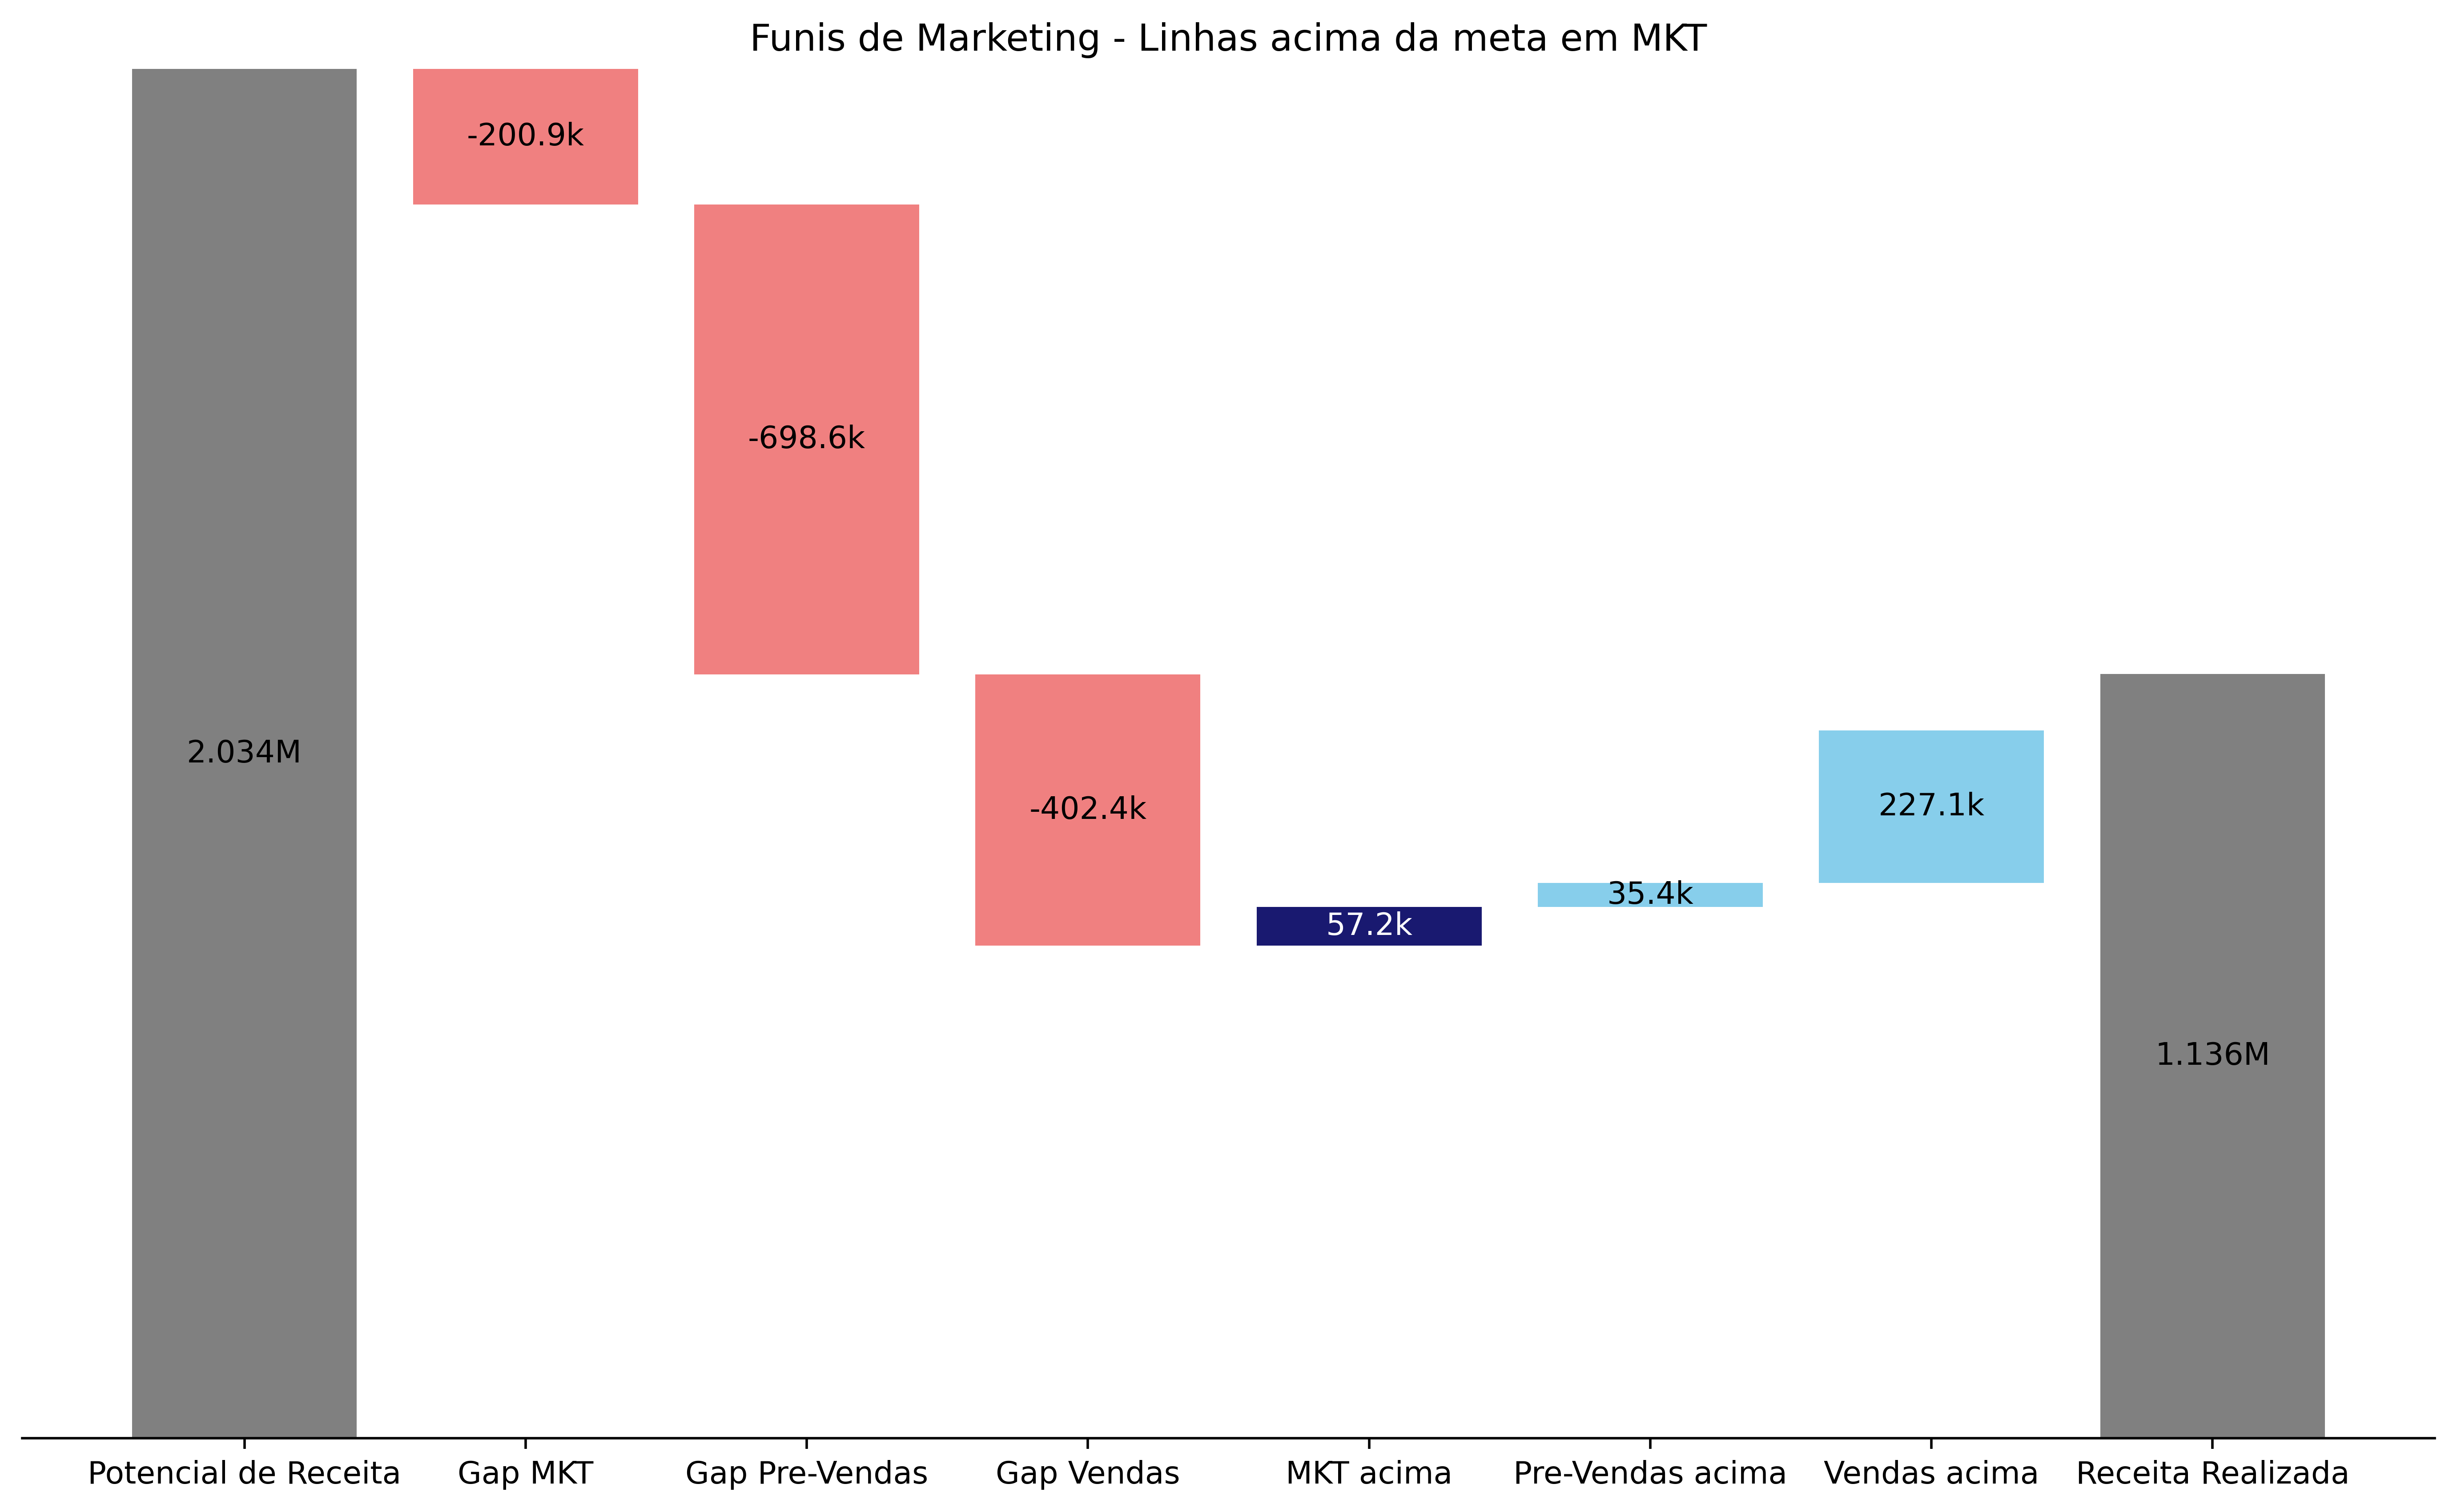 Funis de Marketing - Linhas acima da meta em MKT
-200.9k
-698.6k
2.034M
-402.4k
57.2k
35.4k
227.1k
1.136M
Potencial de Receita
Gap MKT
Gap Pre-Vendas
Gap Vendas
MKT acima
Pre-Vendas acima
Vendas acima
Receita Realizada